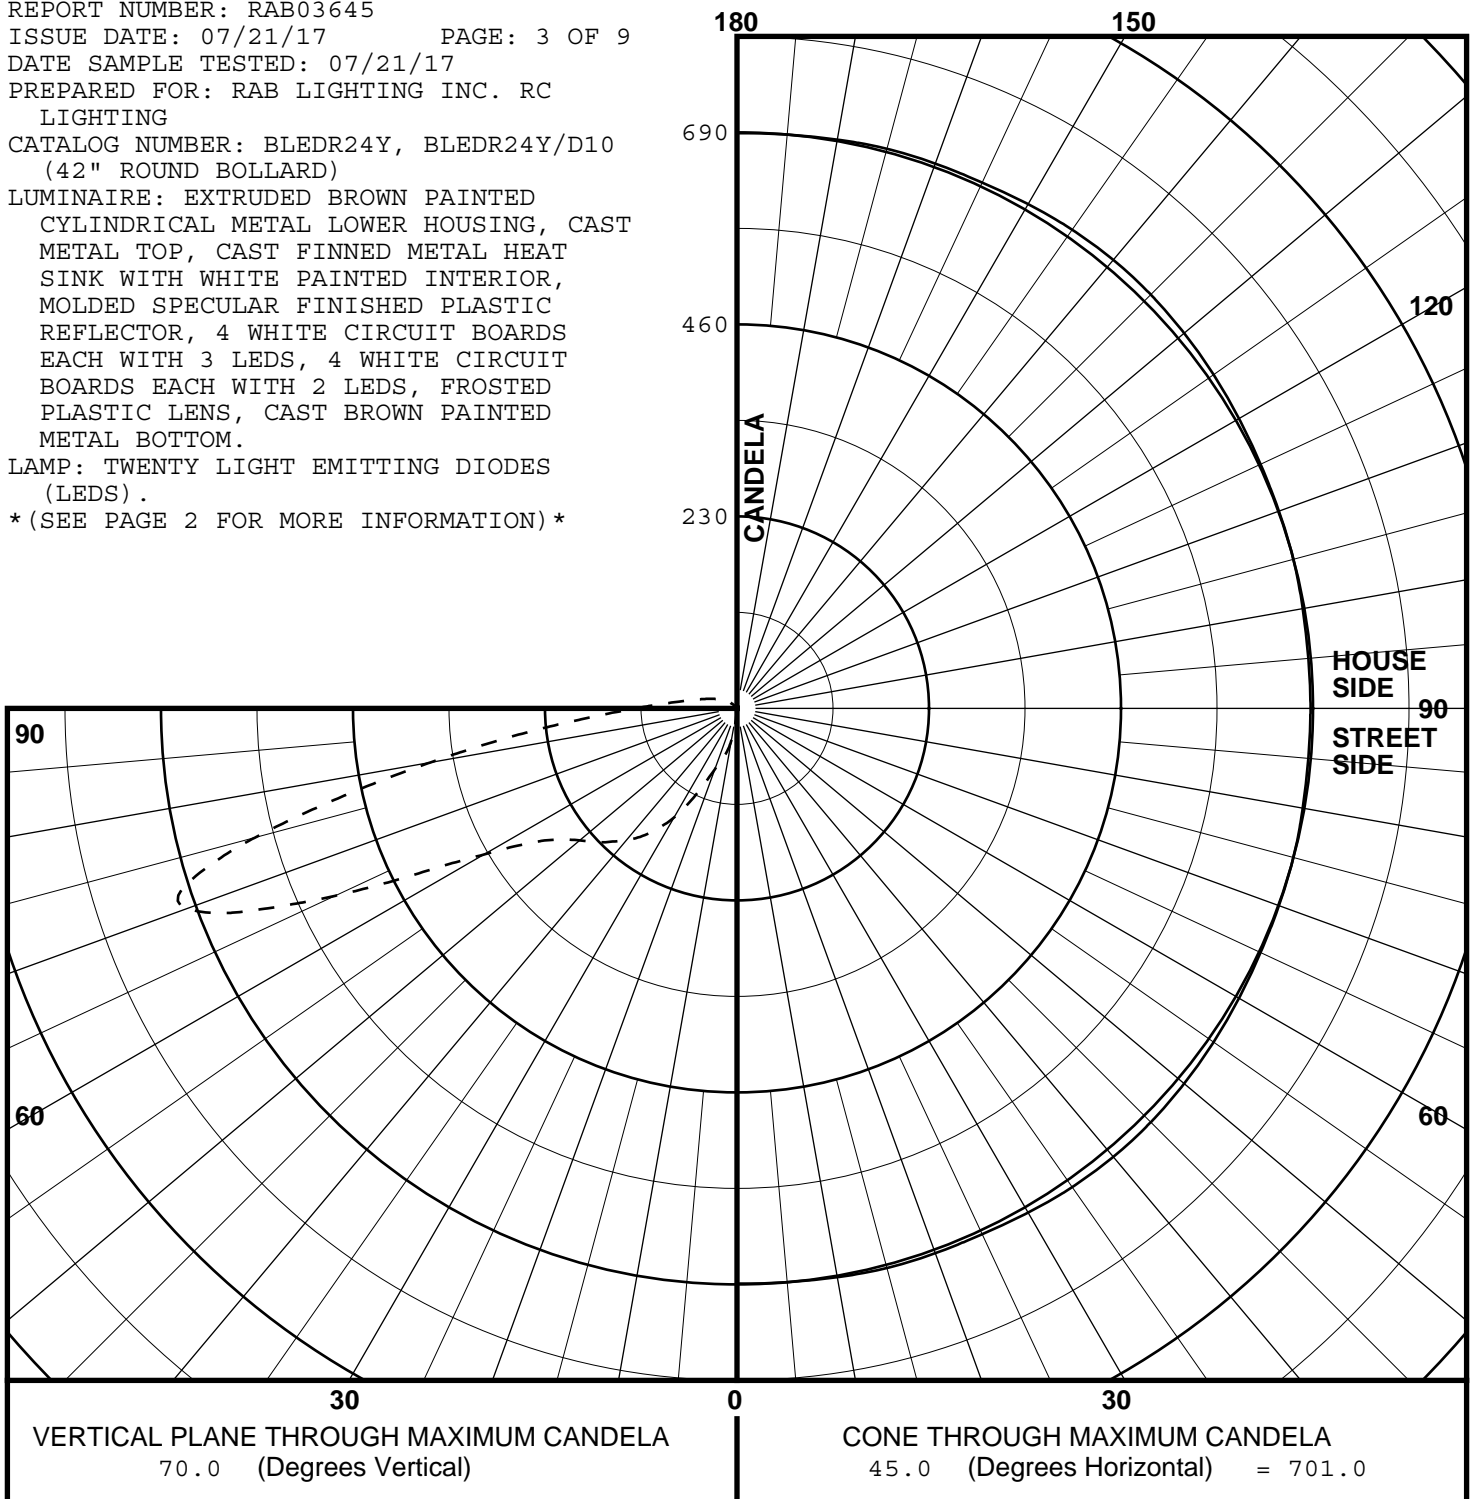 REPORT NUMBER: RAB03645
ISSUE DATE: 07/21/17 PAGE: 3 OF 9
DATE SAMPLE TESTED: 07/21/17
PREPARED FOR: RAB LIGHTING INC. RC
LIGHTING
CATALOG NUMBER: BLEDR24Y, BLEDR24Y/D10
(42" ROUND BOLLARD)
LUMINAIRE: EXTRUDED BROWN PAINTED
CYLINDRICAL METAL LOWER HOUSING, CAST
METAL TOP, CAST FINNED METAL HEAT
SINK WITH WHITE PAINTED INTERIOR,
MOLDED SPECULAR FINISHED PLASTIC
REFLECTOR, 4 WHITE CIRCUIT BOARDS
EACH WITH 3 LEDS, 4 WHITE CIRCUIT
BOARDS EACH WITH 2 LEDS, FROSTED
PLASTIC LENS, CAST BROWN PAINTED
METAL BOTTOM.
LAMP: TWENTY LIGHT EMITTING DIODES
(LEDS).
*(SEE PAGE 2 FOR MORE INFORMATION)*
180
150
690
120
460
CANDELA
230
HOUSE
SIDE
90
90
STREET
SIDE
60
60
30
0
30
VERTICAL PLANE THROUGH MAXIMUM CANDELA
70.0 (Degrees Vertical)
CONE THROUGH MAXIMUM CANDELA
45.0 (Degrees Horizontal) = 701.0